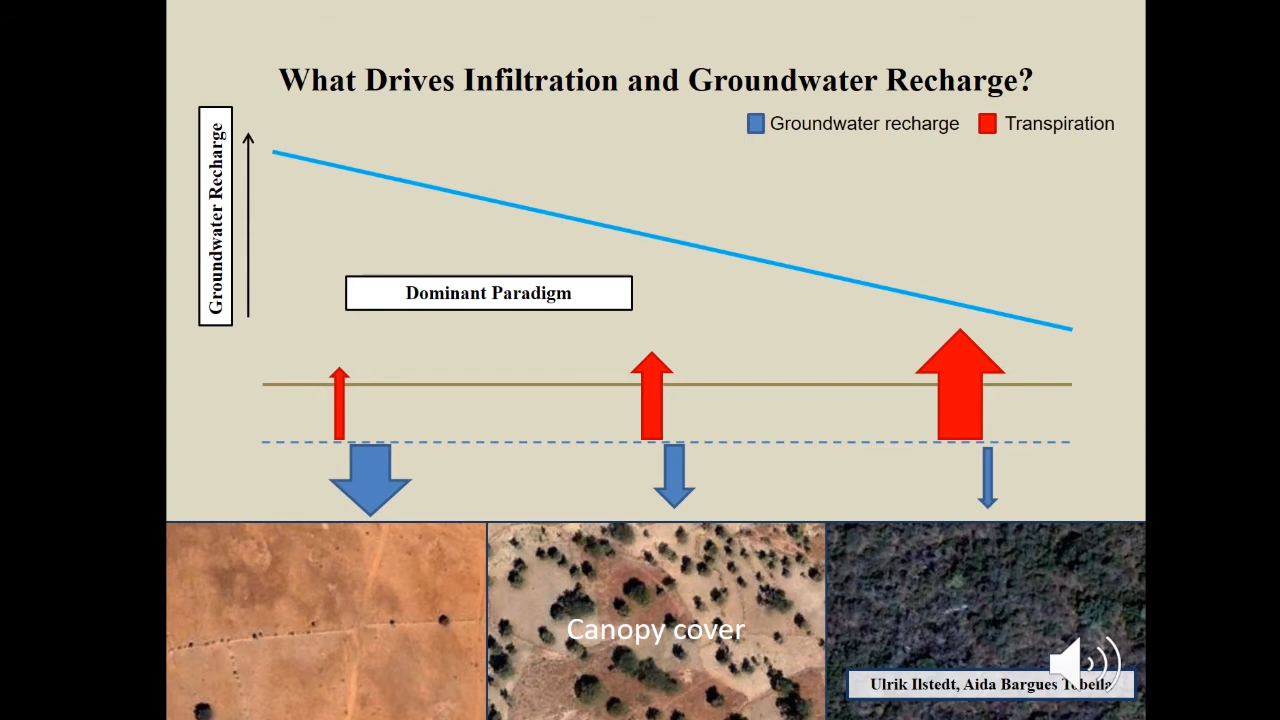 What Drives Infiltration and Groundwater Recharge?
Groundwater recharge
Transpiration
Groundwater Recharge
Dominant Paradigm
Canopy cover
Ulrik Ilstedt, Aida Bargues Tobella